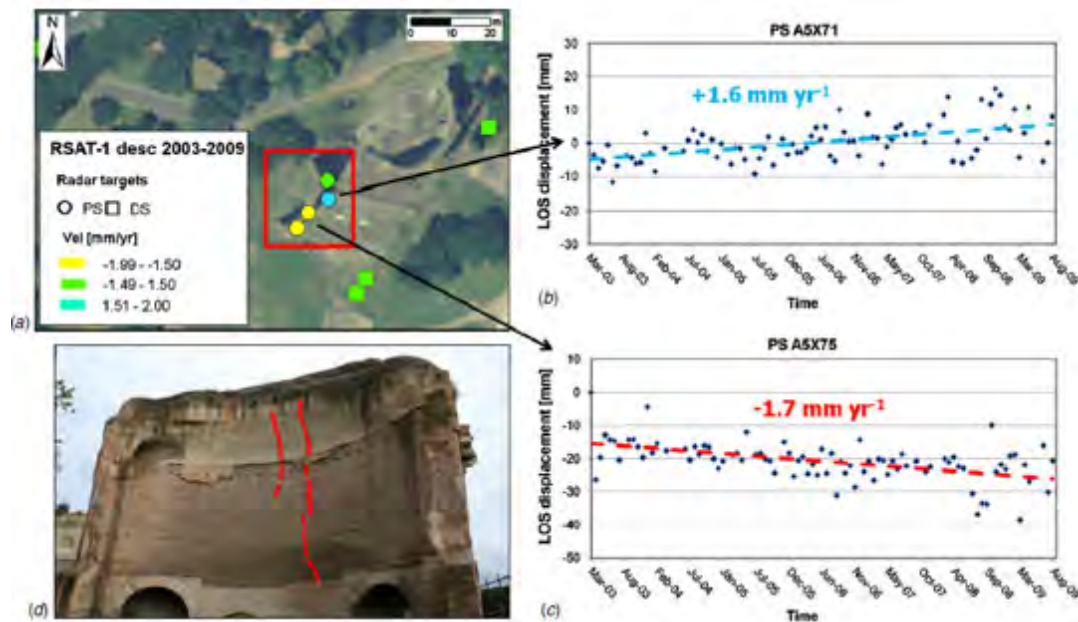 N
0 10 20 m
RSAT-1 desc 2003-2009
Radar targets
PS DS
Vel [mm/yr]
-1.99 - -1.50
-1.49 - 1.50
1.51 - 2.00
(a)
PS A5X71
+1.6 mm yr-1
LOS displacement [mm]
30
20
10
0
-10
-20
-30
Mar-03 Aug-03 Feb-04 Jul-04 Jan-05 Jul-05 Dec-05 Jun-06 Nov-06 May-07 Oct-07 Apr-08 Sep-08 Mar-09 Aug-09
Time
(b)
PS A5X75
-1.7 mm yr-1
LOS displacement [mm]
10
0
-10
-20
-30
-40
-50
Mar-03 Aug-03 Feb-04 Jul-04 Jan-05 Jul-05 Dec-05 Jun-06 Nov-06 May-07 Oct-07 Apr-08 Sep-08 Mar-09 Aug-09
Time
(c)
(d)